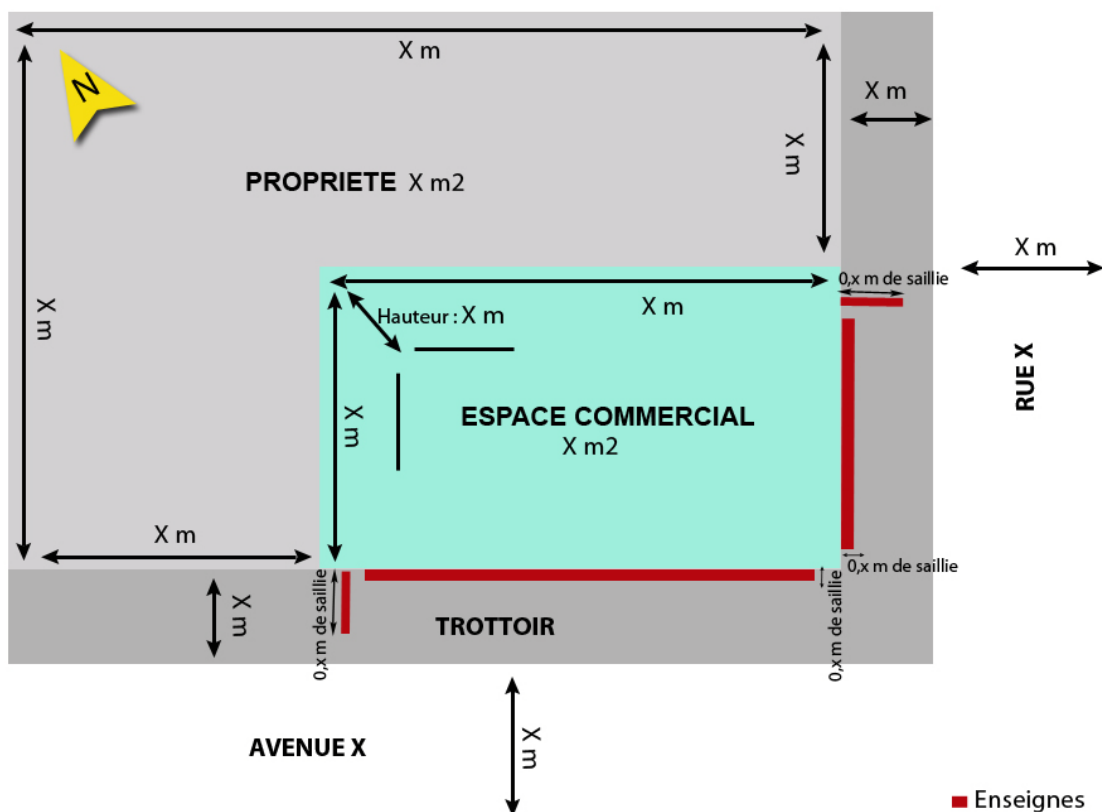 X m
N
X m
X m
PROPRIETE X m2
X m
0,x m de saillie
X m
X m
Hauteur : X m
RUE X
X m
ESPACE COMMERCIAL
X m2
X m
0,x m de saillie
X m
0,x m de saillie
TROTTOIR
0,x m de saillie
AVENUE X
X m
Enseignes